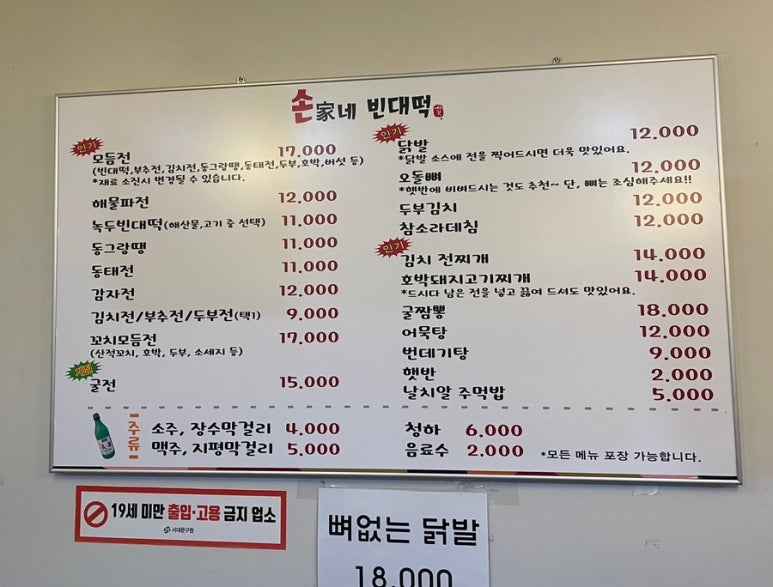 손家네 빈대떡
인기
모듬전 17.000
(빈대떡,부추전,김치전,동그랑땡,동태전,두부,호박,버섯 등)
*재료 소진시 변경될 수 있습니다.
해물파전 12.000
녹두빈대떡(해산물,고기 중 선택) 11.000
동그랑땡 11.000
동태전 11.000
감자전 12.000
김치전/부추전/두부전(택1) 9.000
꼬치모듬전 17.000
(산적꼬치, 호박, 두부, 소세지 등)
계절
굴전 15.000
인기
닭발 12.000
*닭발 소스에 전을 찍어드시면 더욱 맛있어요.
오돌뼈 12.000
*햇반에 비벼드시는 것도 추천~ 단, 뼈는 조심해주세요!!
두부김치 12.000
참소라데침 12.000
인기
김치 전찌개 14.000
호박돼지고기찌개 14.000
*드시다 남은 전을 넣고 끓여 드셔도 맛있어요.
굴짬뽕 18.000
어묵탕 12.000
번데기탕 9.000
햇반 2.000
날치알 주먹밥 5.000
주류
소주, 장수막걸리 4.000
맥주, 지평막걸리 5.000
청하 6.000
음료수 2.000
*모든 메뉴 포장 가능합니다.
19세 미만 출입·고용 금지 업소
서대문구청
뼈없는 닭발
18.000